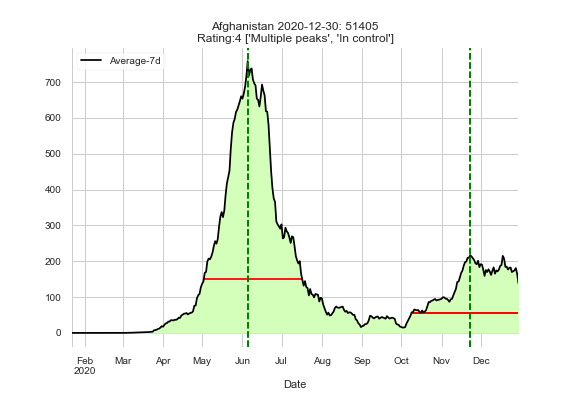 Afghanistan 2020-12-30: 51405
Rating:4 ['Multiple peaks', 'In control']
Average-7d
700
600
500
400
300
200
100
0
Feb Mar Apr May Jun Jul Aug Sep Oct Nov Dec
2020
Date